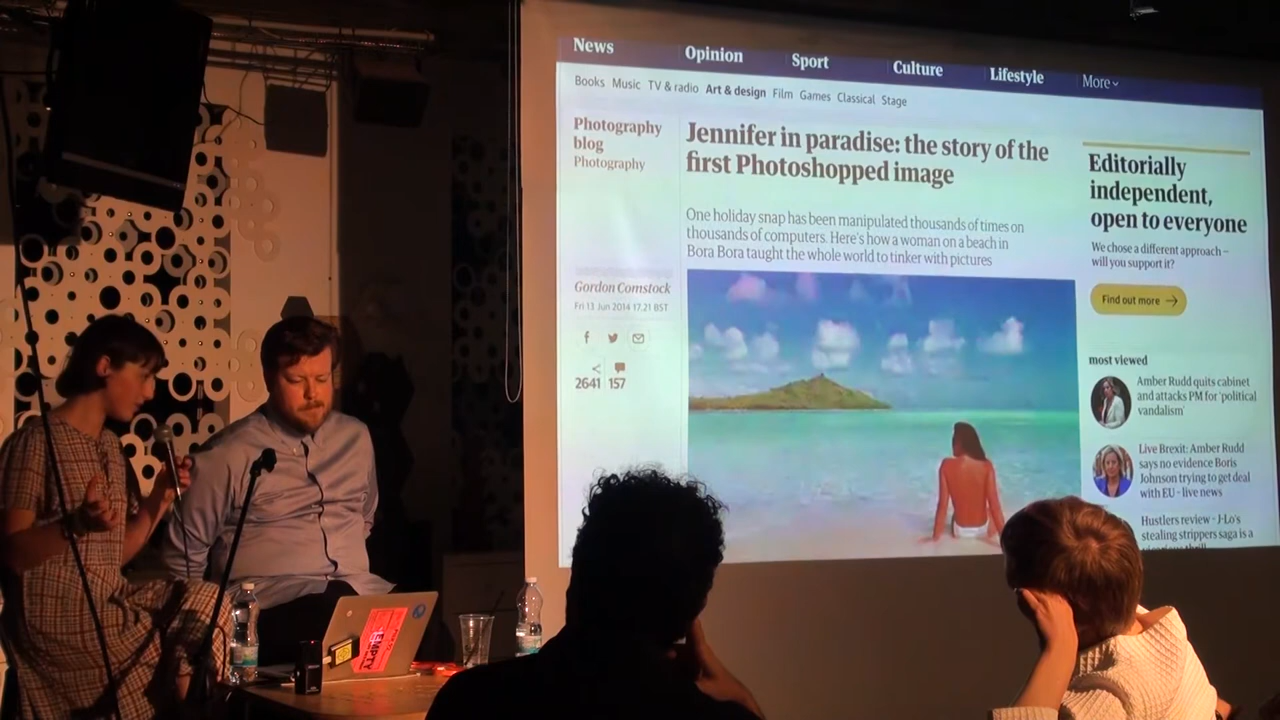 News Opinion Sport Culture Lifestyle More
Books Music TV & radio Art & design Film Games Classical Stage
Photography
blog
Photography
Jennifer in paradise: the story of the
first Photoshopped image
One holiday snap has been manipulated thousands of times on
thousands of computers. Here's how a woman on a beach in
Bora Bora taught the whole world to tinker with pictures
Gordon Comstock
Fri 13 Jun 2014 17.21 BST
2641 157
Editorially
independent,
open to everyone
We chose a different approach –
will you support it?
Find out more →
most viewed
Amber Rudd quits cabinet
and attacks PM for 'political
vandalism'
Live Brexit: Amber Rudd
says no evidence Boris
Johnson trying to get deal
with EU - live news
Hustlers review - J-Lo's
stealing strippers saga is a
EMPTY